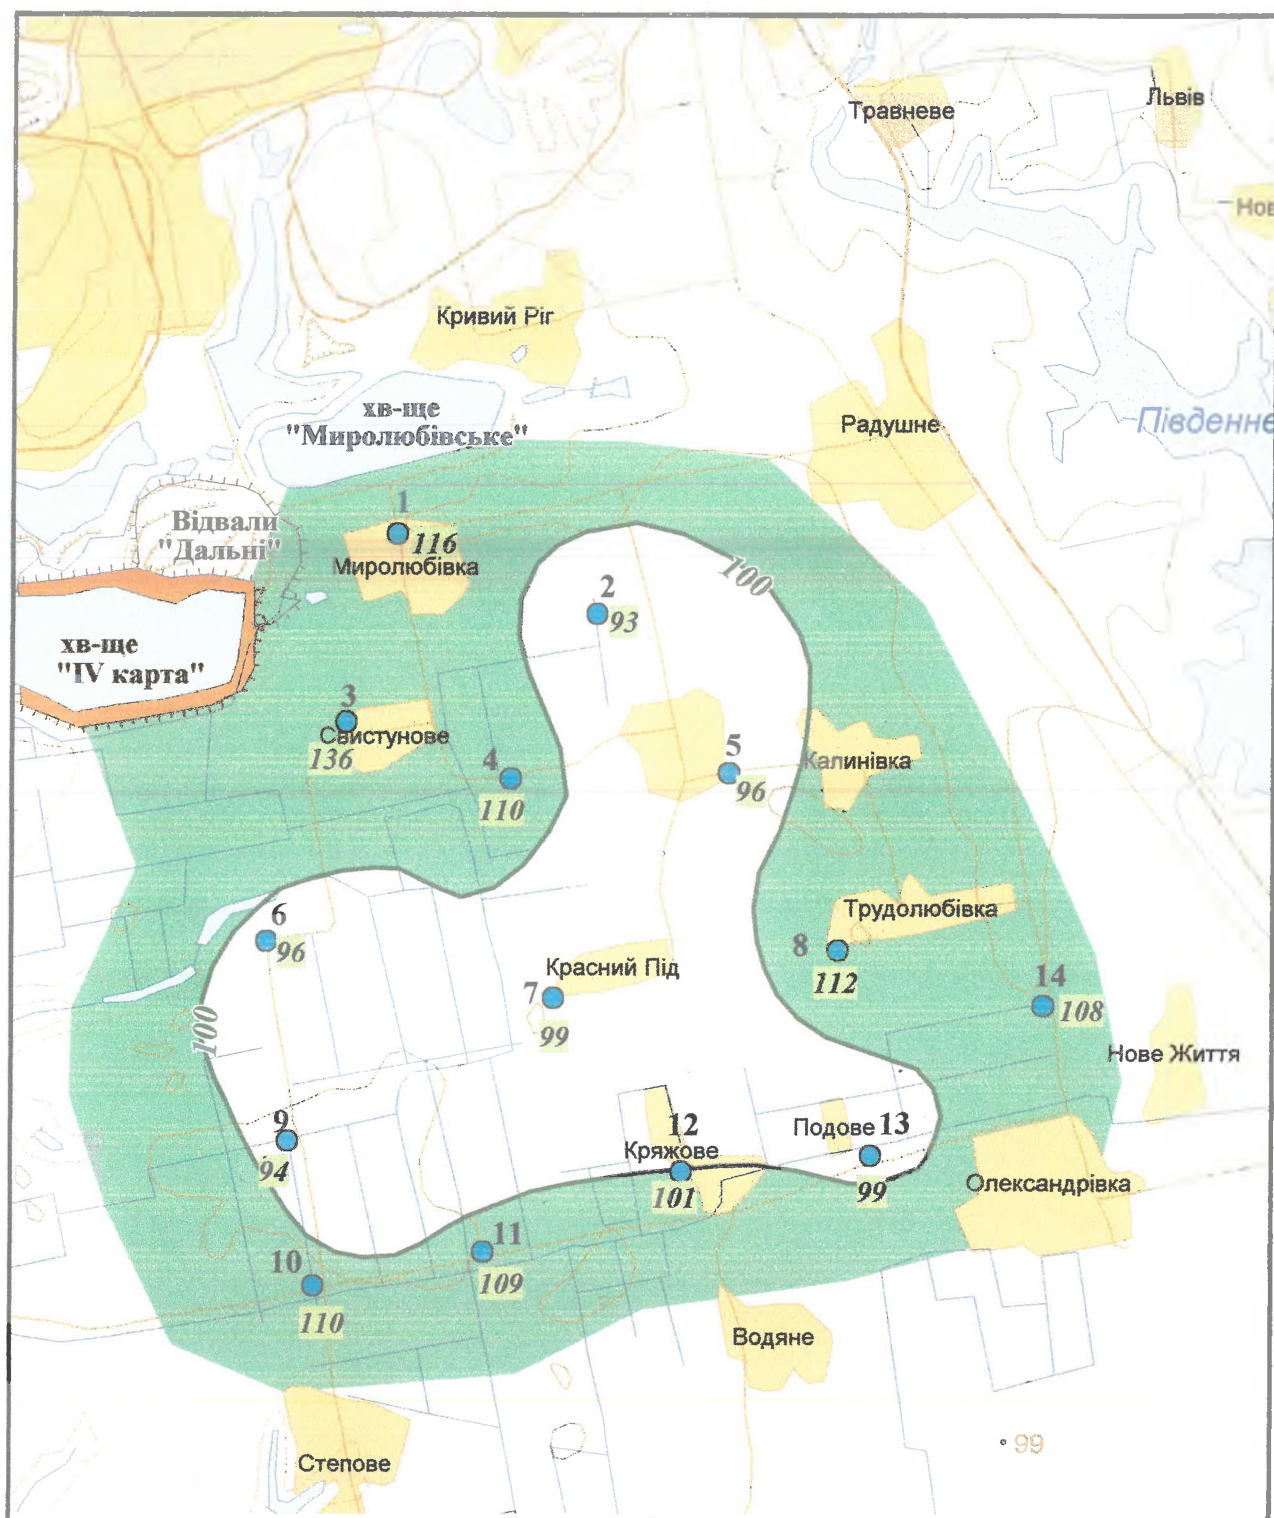 Травневе
Львів
Нов
Кривий Ріг
хв-ще
"Миролюбівське"
Радушне
Південне
Відвали
"Дальні"
1
116
Миролюбівка
100
2
93
хв-ще
"IV карта"
3
Свистунове
136
4
110
5
96
Калинівка
6
96
Трудолюбівка
8
112
Красний Під
7
99
14
108
100
Нове Життя
9
94
12
Кряжове
101
Подове 13
99
Олександрівка
10
110
11
109
Водяне
99
Степове